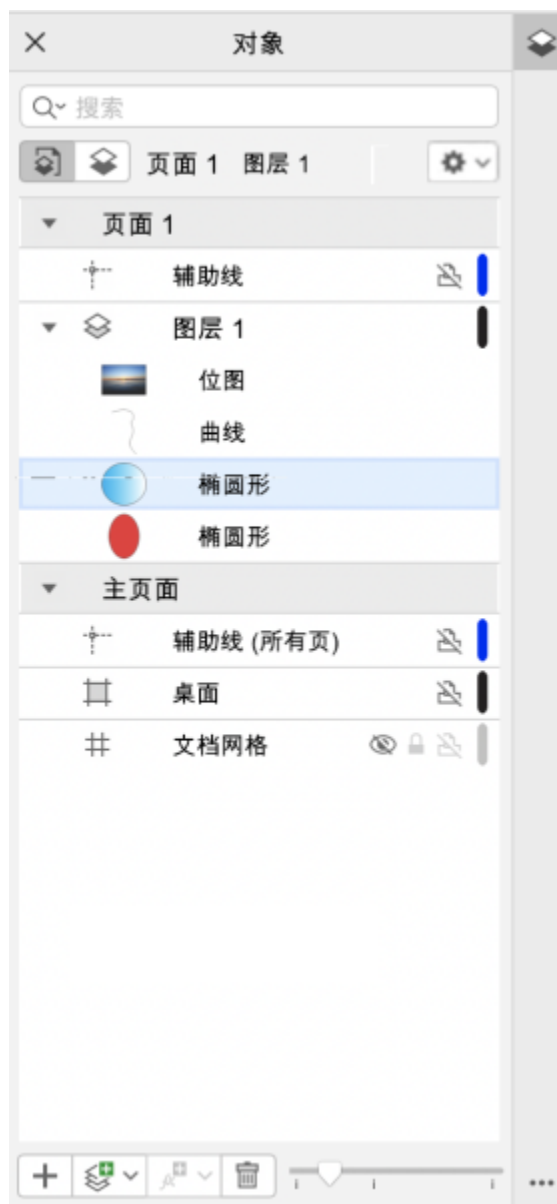 对象
搜索
页面 1 图层 1
页面 1
辅助线
图层 1
位图
曲线
椭圆形
椭圆形
主页面
辅助线 (所有页)
桌面
文档网格